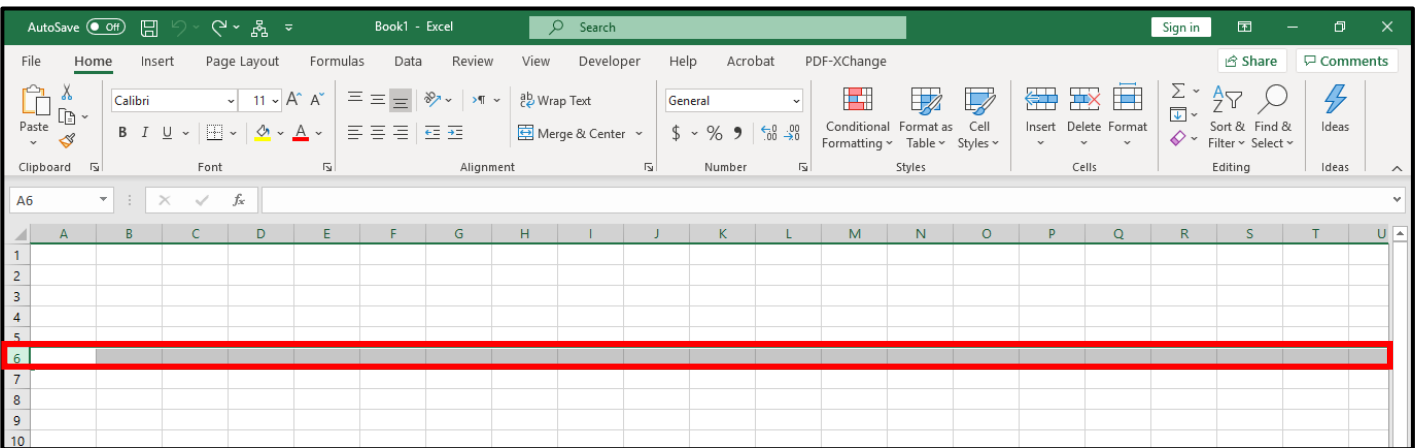 AutoSave Off Book1 - Excel Search Sign in
File Home Insert Page Layout Formulas Data Review View Developer Help Acrobat PDF-XChange Share Comments
Paste
Calibri 11 A A
B I U A
ab Wrap Text
Merge & Center
General
$ % 9 .00 .0
Conditional Formatting
Format as Table
Cell Styles
Insert Delete Format
Sort & Filter
Find & Select
Ideas
Clipboard Font Alignment Number Styles Cells Editing Ideas
A6 fx
A B C D E F G H I J K L M N O P Q R S T U
1
2
3
4
5
6
7
8
9
10